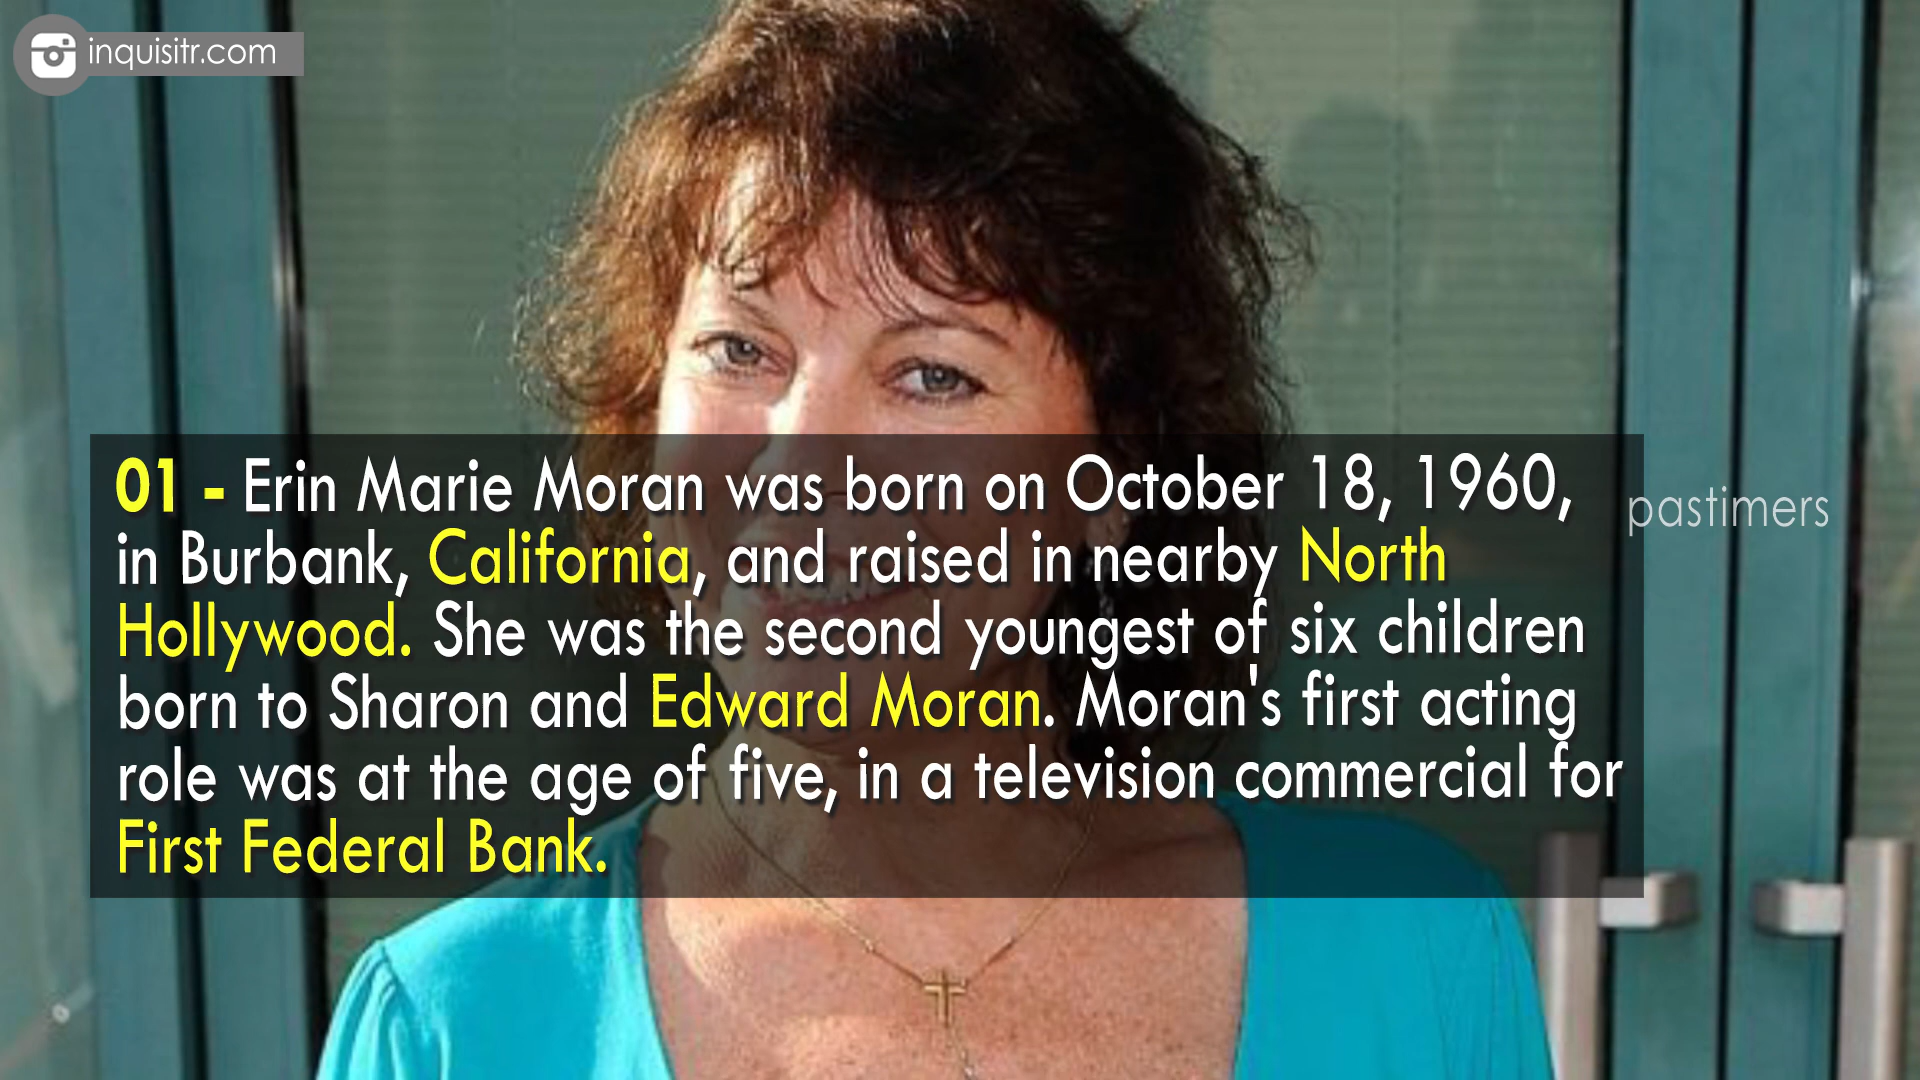 inquisitr.com
01 - Erin Marie Moran was born on October 18, 1960,
in Burbank, California, and raised in nearby North
Hollywood. She was the second youngest of six children
born to Sharon and Edward Moran. Moran's first acting
role was at the age of five, in a television commercial for
First Federal Bank.
pastimers